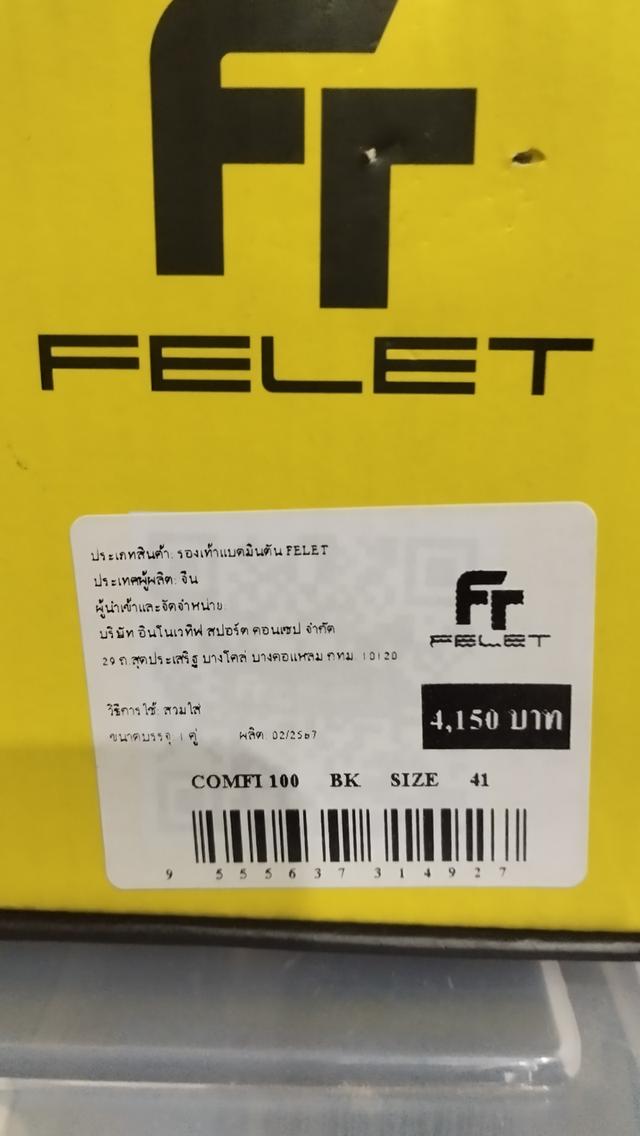 FELET
ประเภทสินค้า: รองเท้าแบดมินตัน FELET
ประเทศผู้ผลิต: จีน
ผู้นำเข้าและจัดจำหน่าย:
บริษัท อินโนเวทีฟ สปอร์ต คอนเซป จำกัด
29 ถ.สุดประเสริฐ บางโคล่ บางคอแหลม กทม. 10120
FELET
วิธีการใช้: สวมใส่
ขนาดบรรจุ: 1 คู่ ผลิต: 02/2567
4,150 บาท
COMFI 100 BK SIZE 41
9 555637 314927